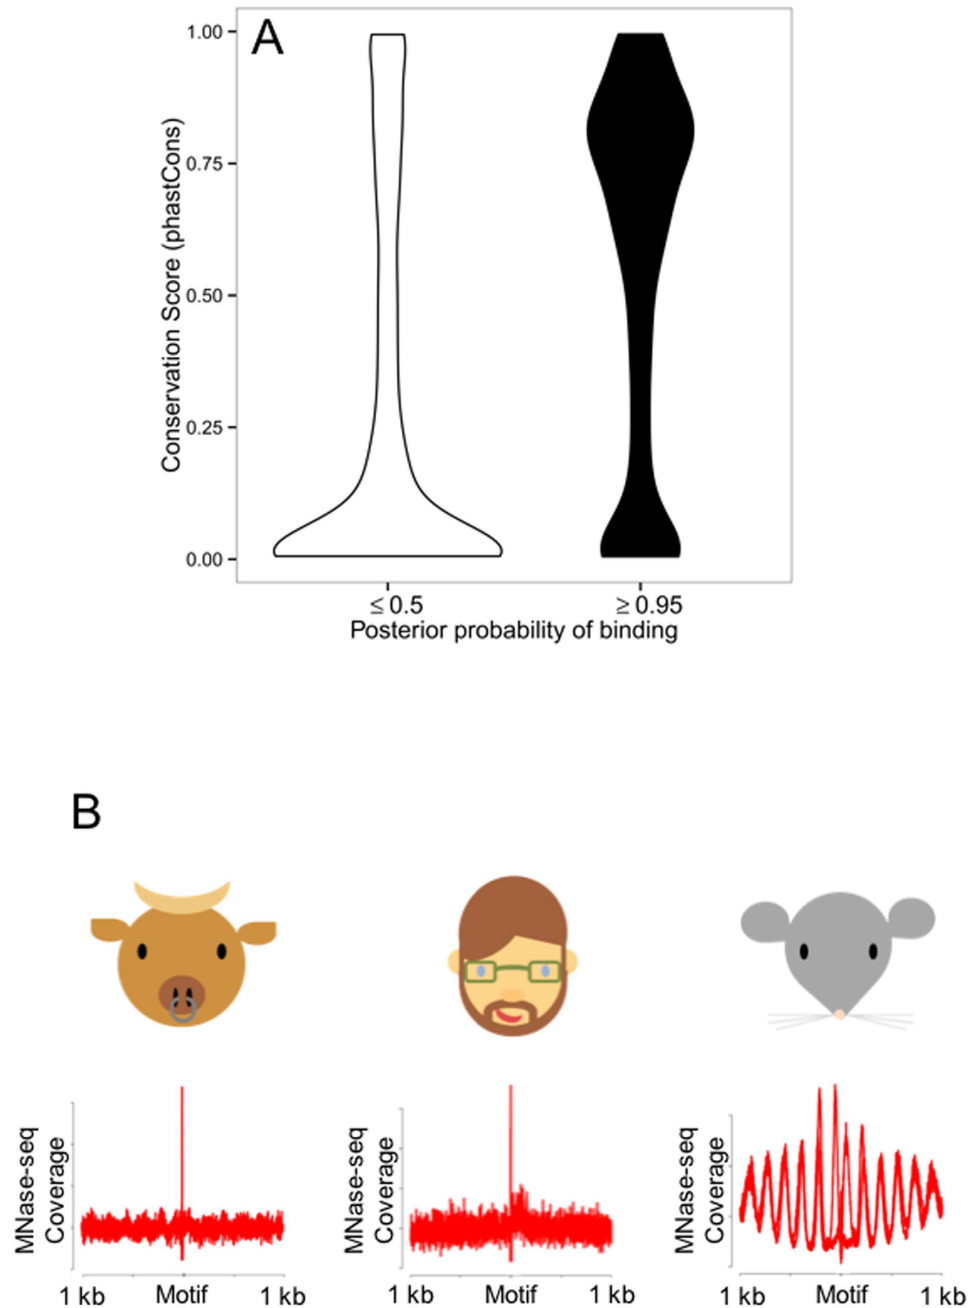 A
1.00
0.75
0.50
0.25
0.00
Conservation Score (phastCons)
≤ 0.5
≥ 0.95
Posterior probability of binding
B
MNase-seq
Coverage
1 kb
Motif
1 kb
MNase-seq
Coverage
1 kb
Motif
1 kb
MNase-seq
Coverage
1 kb
Motif
1 kb